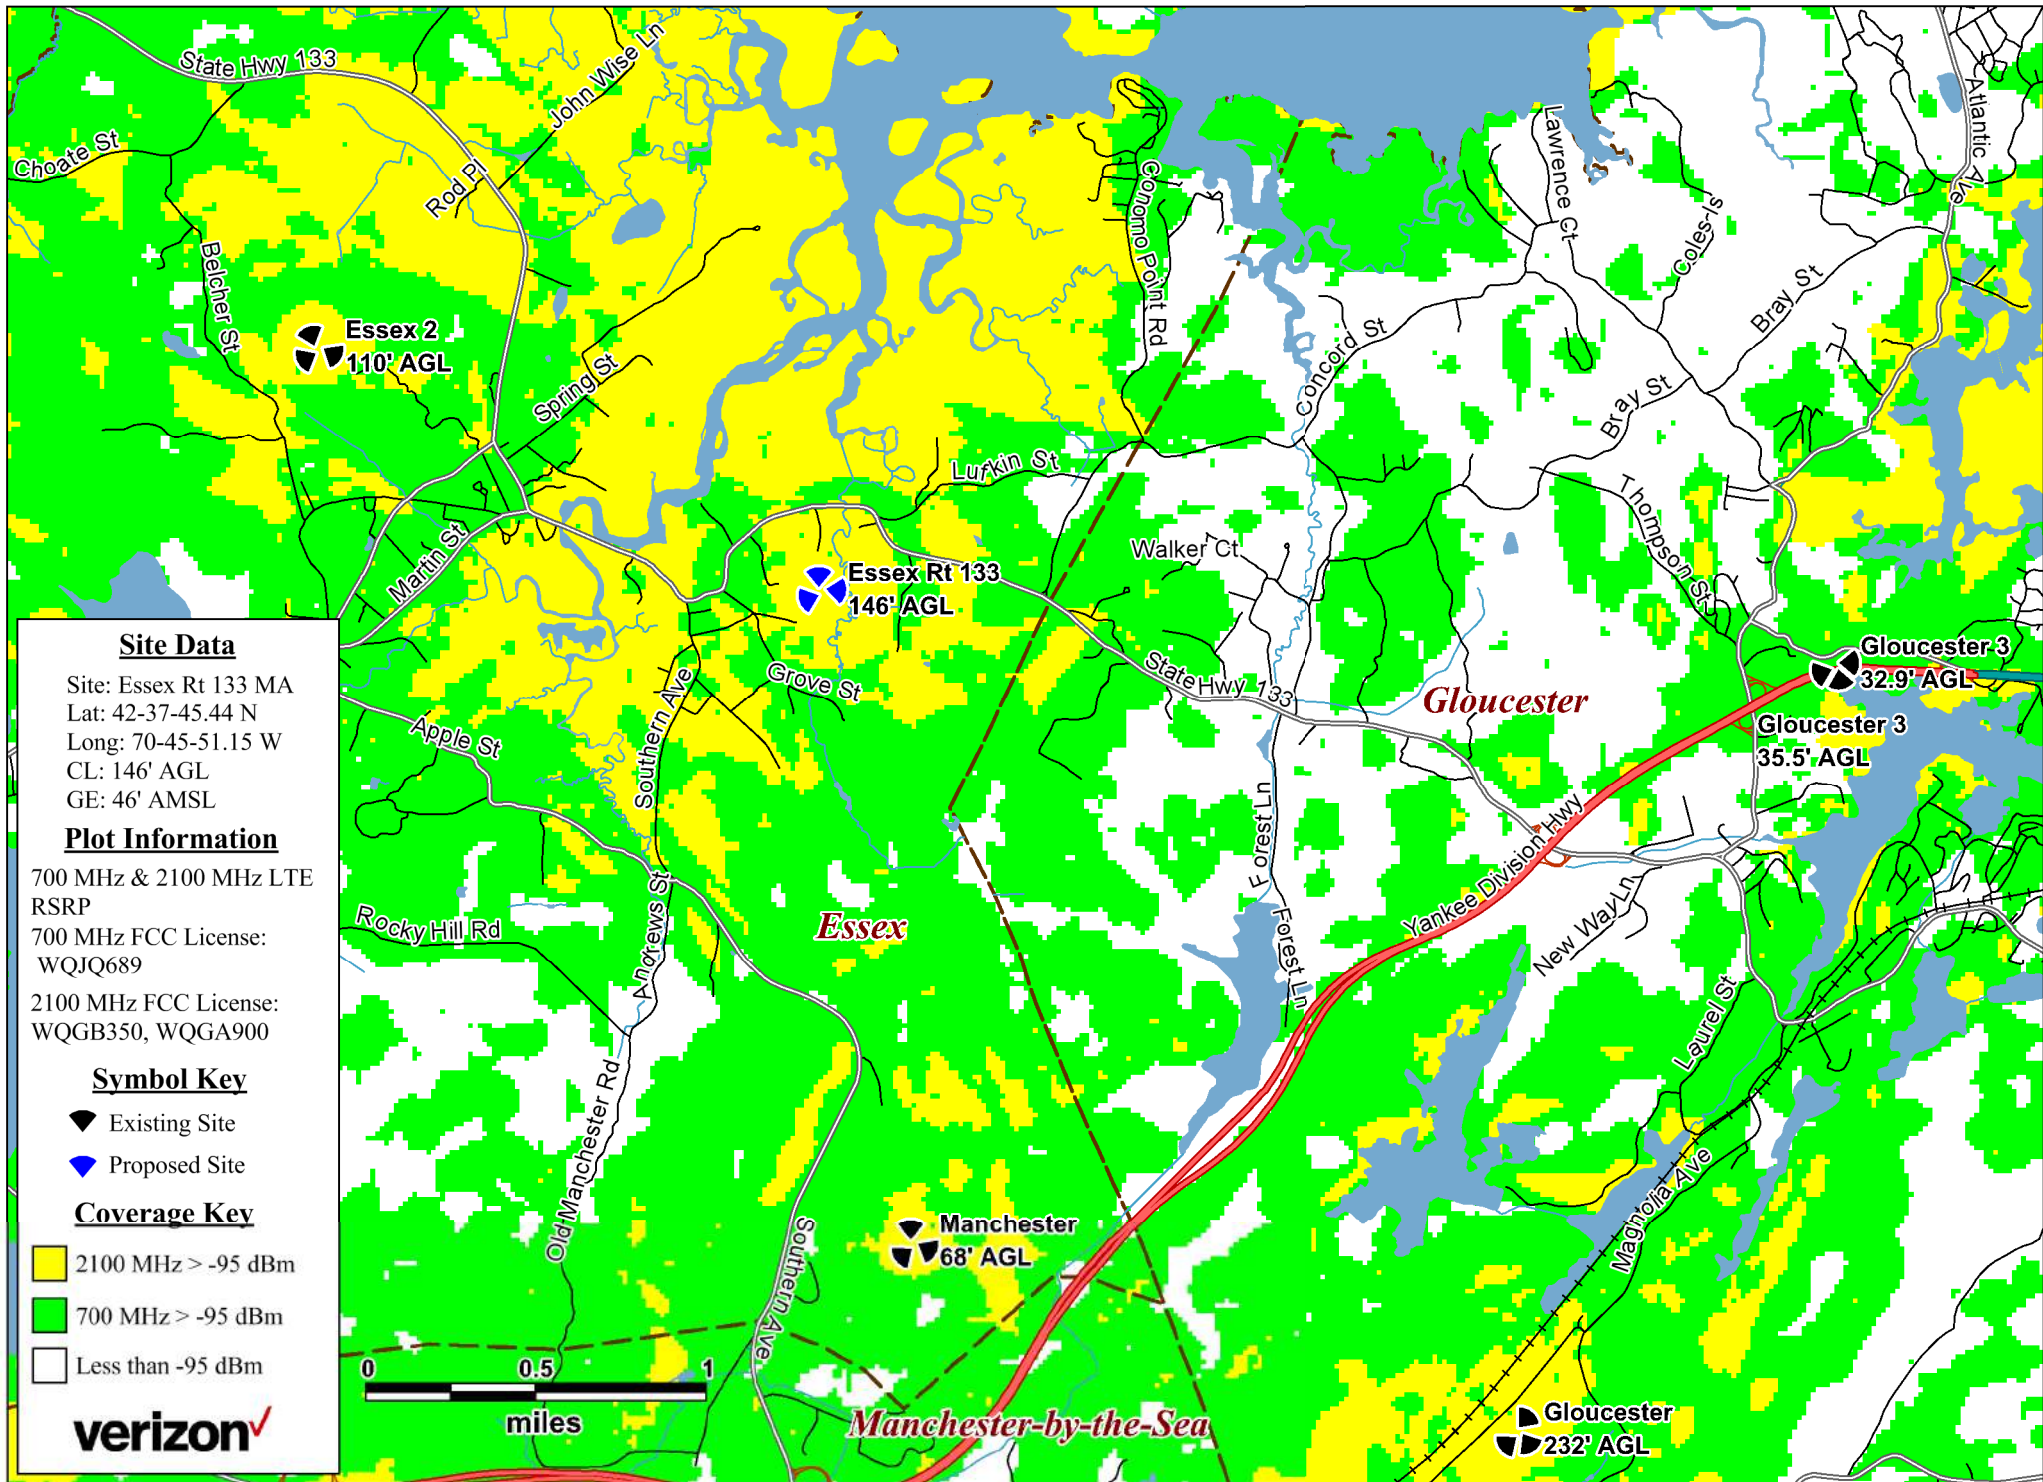 State Hwy 133
John Wise Ln
Choate St
Rod Pl
Belcher St
Essex 2
110' AGL
Spring St
Conomo Point Rd
Lawrence Ct
Coles-Is
Atlantic Ave
Bray St
Concord St
Bray St
Lufkin St
Thompson St
Martin St
Walker Ct
Essex Rt 133
146' AGL
Grove St
State Hwy 133
Gloucester
Gloucester 3
32.9' AGL
Gloucester 3
35.5' AGL
Southern Ave
Apple St
Forest Ln
Yankee Division Hwy
Rocky Hill Rd
Andrews St
Essex
Forest Ln
New Way Ln
Laurel St
Old Manchester Rd
Southern Ave
Manchester
68' AGL
Magnolia Ave
Manchester-by-the-Sea
Gloucester
232' AGL
Site Data
Site: Essex Rt 133 MA
Lat: 42-37-45.44 N
Long: 70-45-51.15 W
CL: 146' AGL
GE: 46' AMSL
Plot Information
700 MHz & 2100 MHz LTE
RSRP
700 MHz FCC License:
WQJQ689
2100 MHz FCC License:
WQGB350, WQGA900
Symbol Key
Existing Site
Proposed Site
Coverage Key
2100 MHz > -95 dBm
700 MHz > -95 dBm
Less than -95 dBm
verizon
0 0.5 1
miles